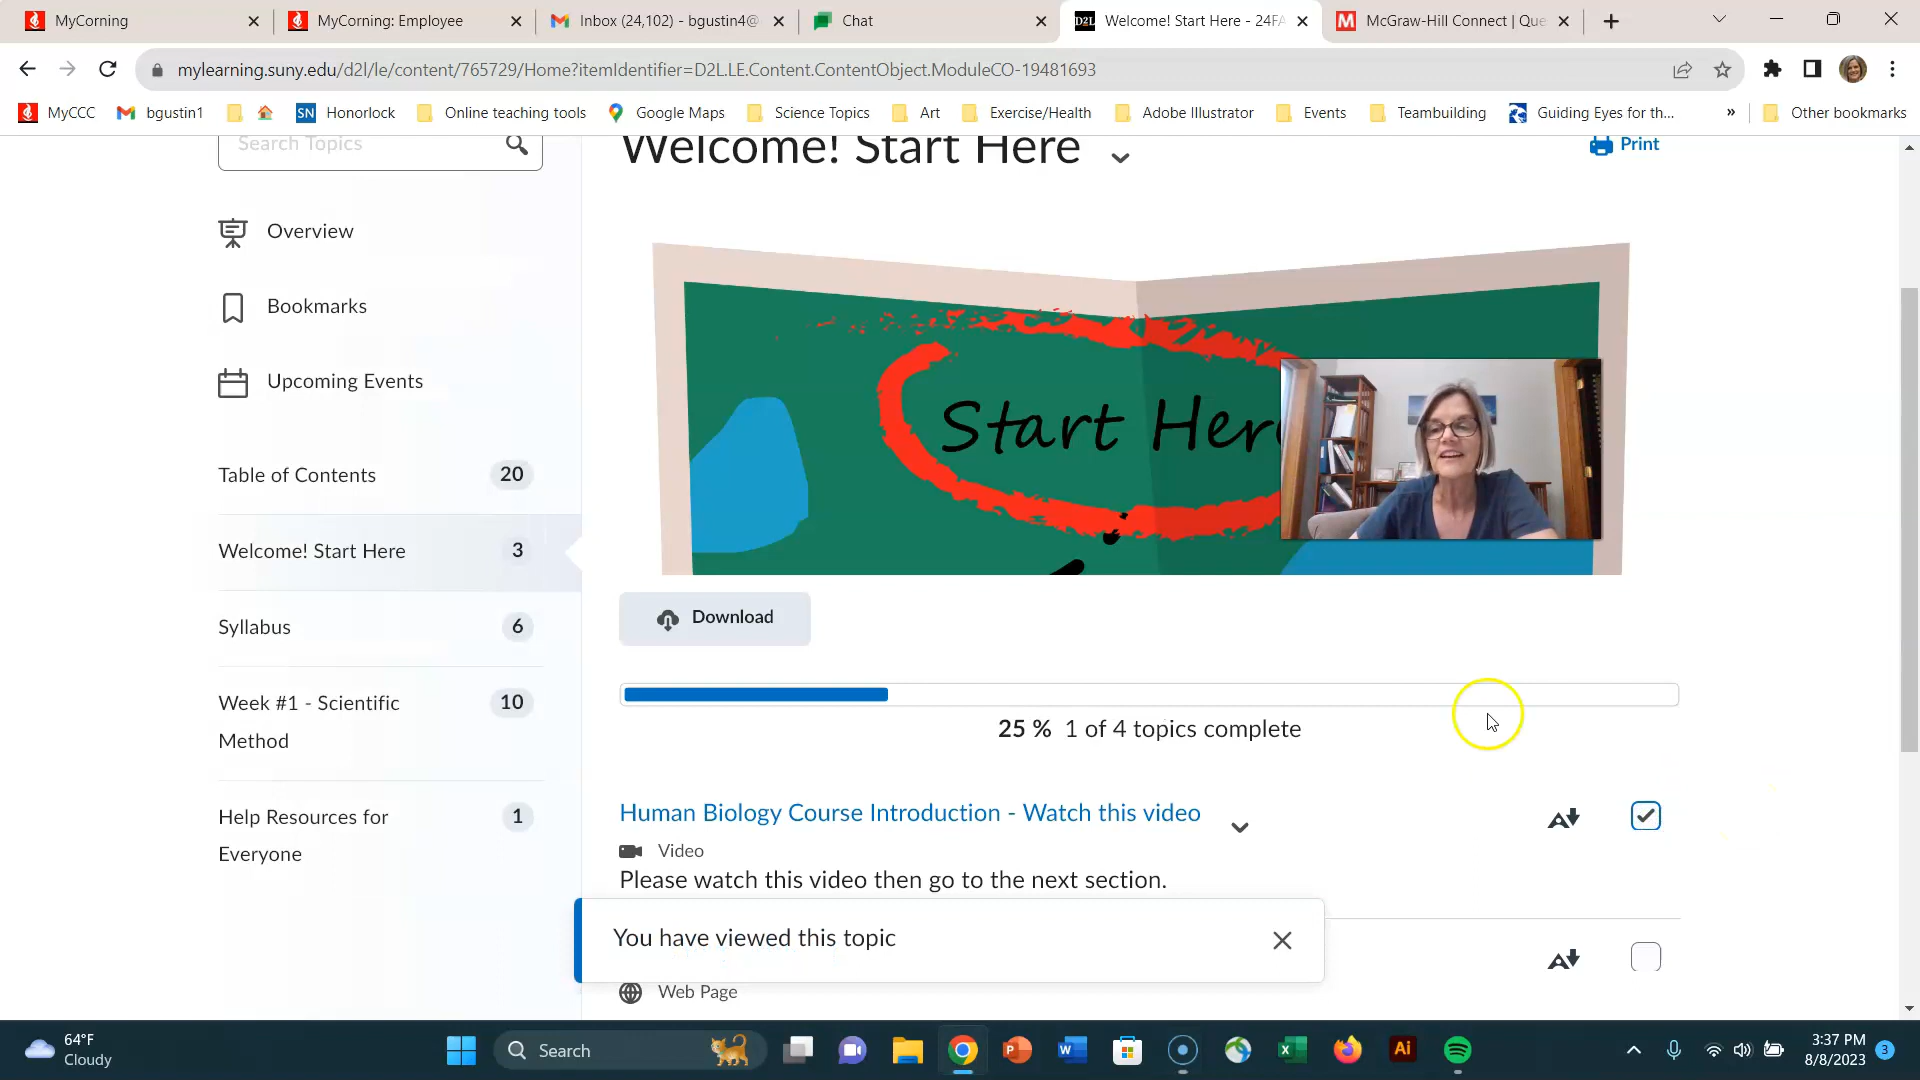 MyCorning
MyCorning: Employee
Inbox (24,102) - bgustin4@
Chat
D2L
Welcome! Start Here - 24FA
McGraw-Hill Connect | Que
mylearning.suny.edu/d2l/le/content/765729/Home?itemIdentifier=D2L.LE.Content.ContentObject.ModuleCO-19481693
MyCCC
bgustin1
SN
Honorlock
Online teaching tools
Google Maps
Science Topics
Art
Exercise/Health
Adobe Illustrator
Events
Teambuilding
Guiding Eyes for th...
»
Other bookmarks
Search Topics
Overview
Bookmarks
Upcoming Events
Table of Contents 20
Welcome! Start Here 3
Syllabus 6
Week #1 - Scientific 10
Method
Help Resources for 1
Everyone
Welcome! Start Here
Print
Start Here
Download
25 % 1 of 4 topics complete
Human Biology Course Introduction - Watch this video
Video
Please watch this video then go to the next section.
You have viewed this topic
Web Page
64°F
Cloudy
Search
Ai
3:37 PM
8/8/2023
3